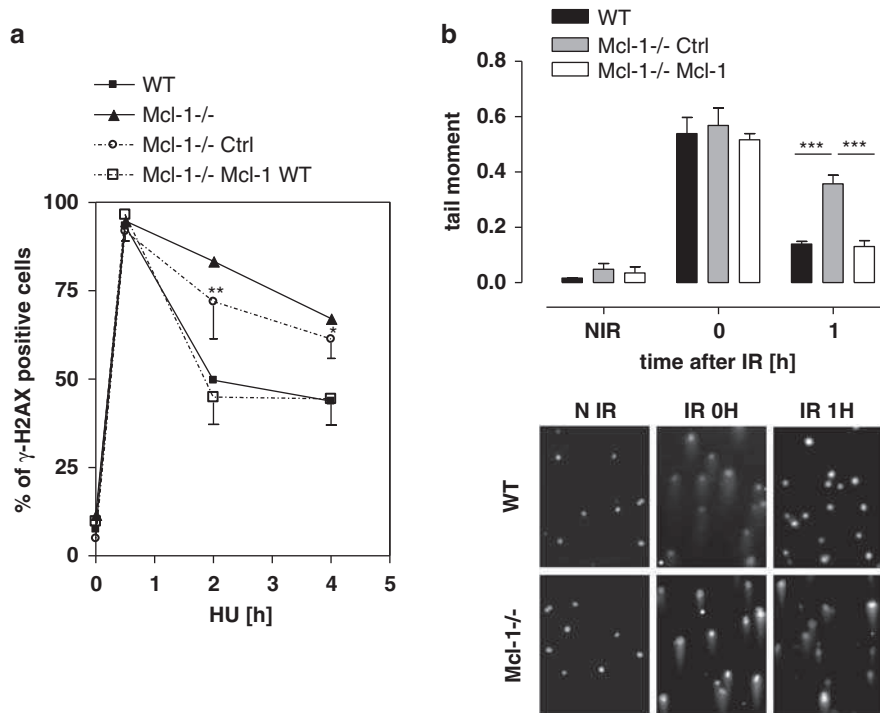 a
WT
Mcl-1-/-
Mcl-1-/- Ctrl
Mcl-1-/- Mcl-1 WT
% of γ-H2AX positive cells
100
75
50
25
0
**
*
0 1 2 3 4 5
HU [h]
b
WT
Mcl-1-/- Ctrl
Mcl-1-/- Mcl-1
tail moment
0.8
0.6
0.4
0.2
0.0
*** ***
NIR 0 1
time after IR [h]
N IR IR 0H IR 1H
WT
Mcl-1-/-